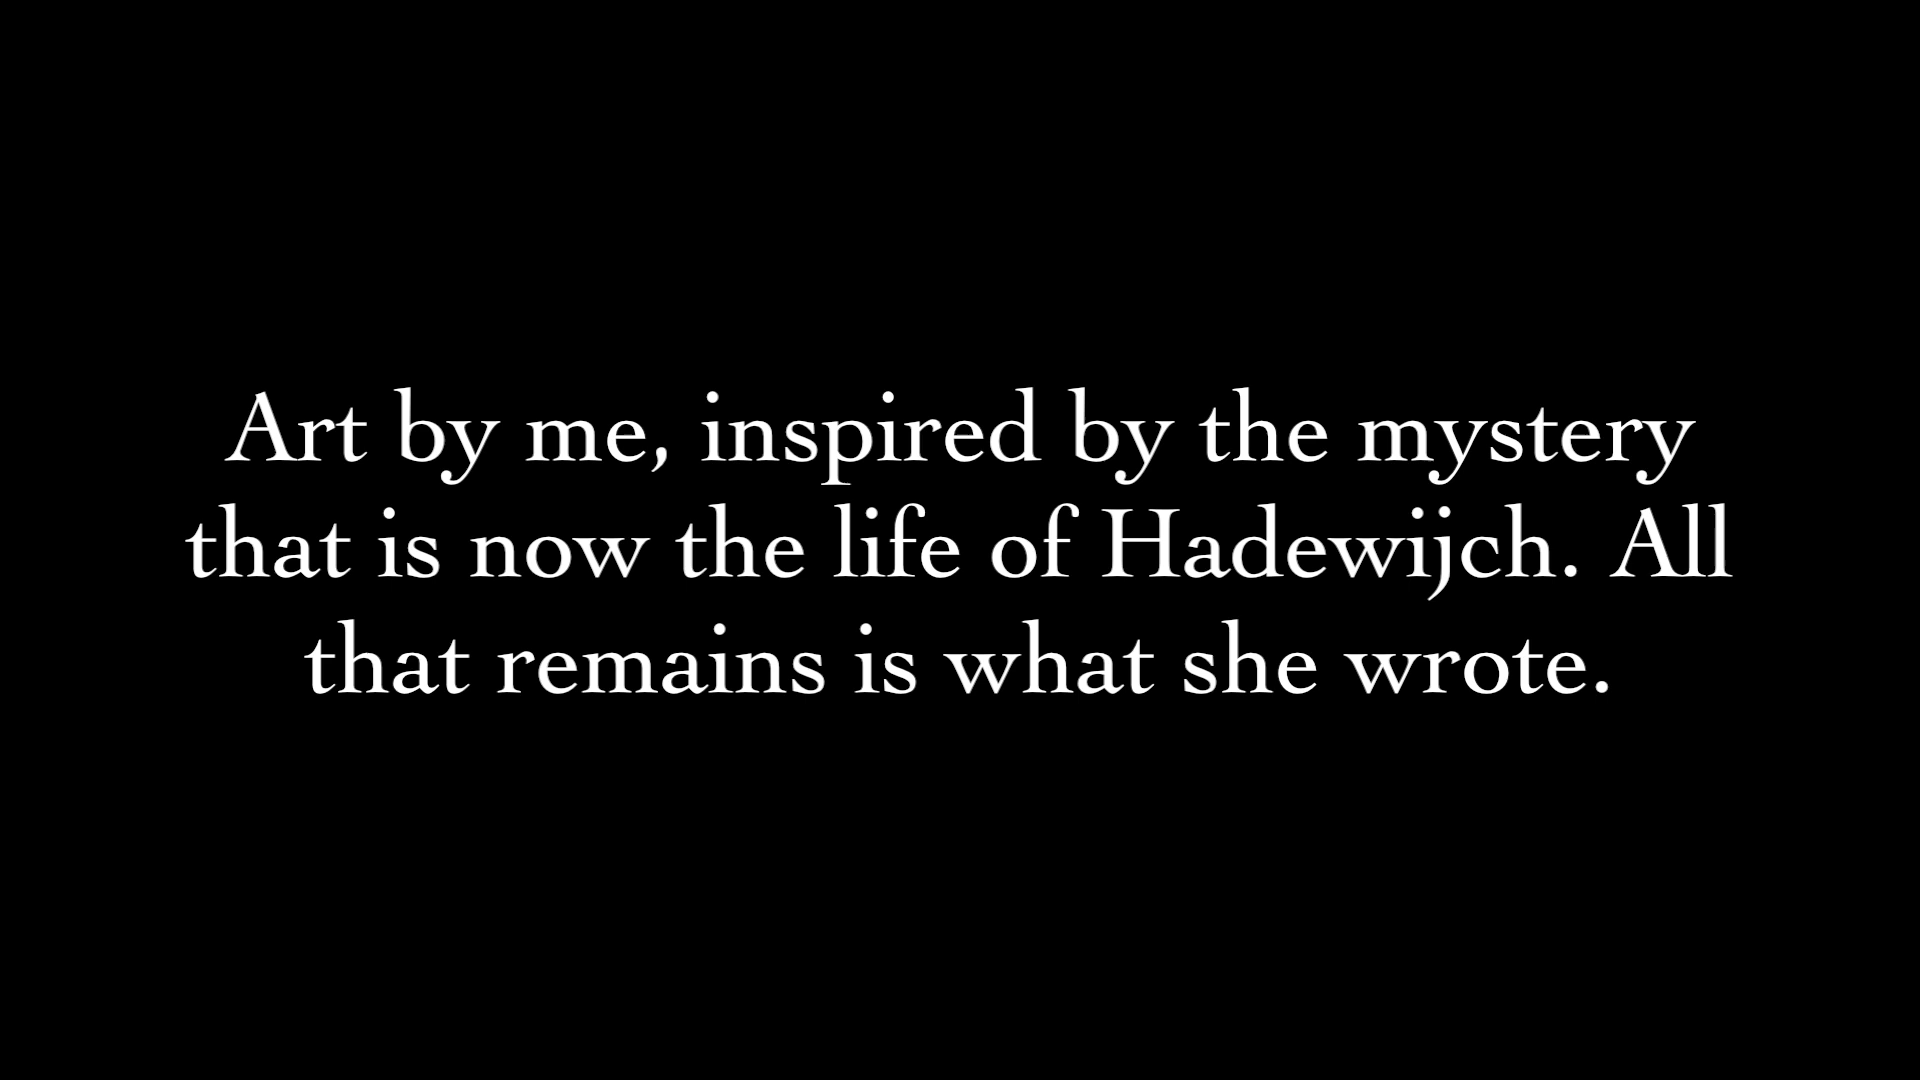 Art by me, inspired by the mystery
that is now the life of Hadewijch. All
that remains is what she wrote.